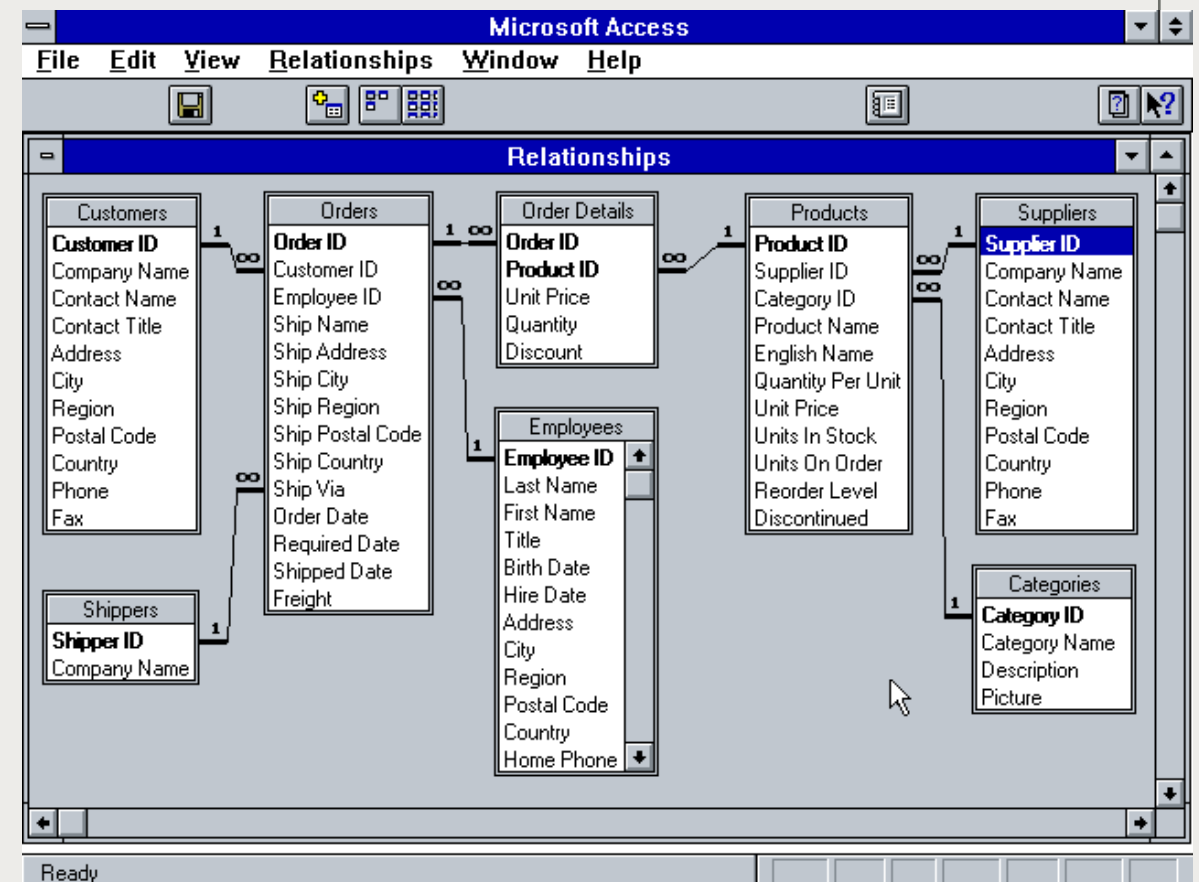 Microsoft Access
File Edit View Relationships Window Help
Relationships
Customers
Customer ID
Company Name
Contact Name
Contact Title
Address
City
Region
Postal Code
Country
Phone
Fax
1
∞
Orders
Order ID
Customer ID
Employee ID
Ship Name
Ship Address
Ship City
Ship Region
Ship Postal Code
Ship Country
Ship Via
Order Date
Required Date
Shipped Date
Freight
1 ∞
∞
Order Details
Order ID
Product ID
Unit Price
Quantity
Discount
∞
1
Products
Product ID
Supplier ID
Category ID
Product Name
English Name
Quantity Per Unit
Unit Price
Units In Stock
Units On Order
Reorder Level
Discontinued
∞
∞
1
Suppliers
Supplier ID
Company Name
Contact Name
Contact Title
Address
City
Region
Postal Code
Country
Phone
Fax
Shippers
Shipper ID
Company Name
1
∞
1
Employees
Employee ID
Last Name
First Name
Title
Birth Date
Hire Date
Address
City
Region
Postal Code
Country
Home Phone
1
Categories
Category ID
Category Name
Description
Picture
Ready